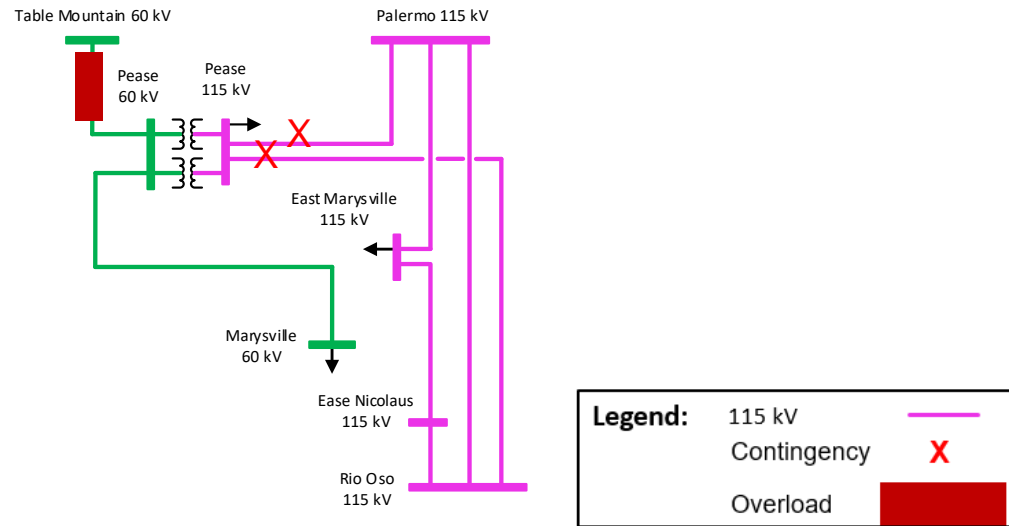 Table Mountain 60 kV
Palermo 115 kV
Pease
60 kV
Pease
115 kV
X
X
East Marysville
115 kV
Marysville
60 kV
Ease Nicolaus
115 kV
Rio Oso
115 kV
Legend: 115 kV
Contingency X
Overload